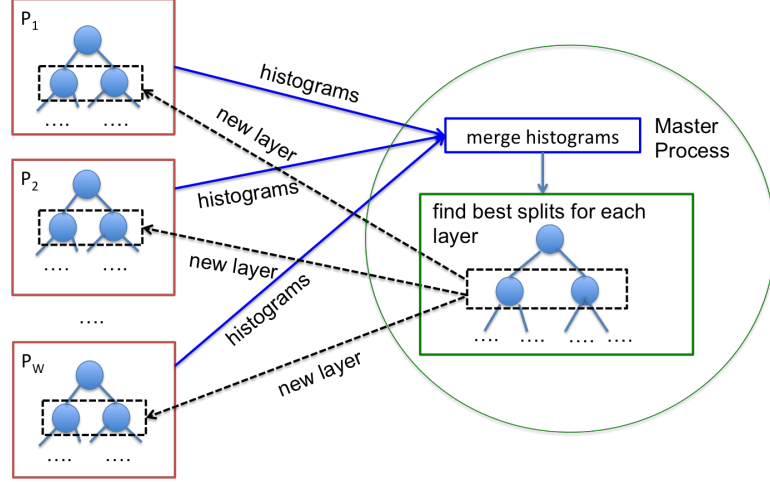 P1
....
....
P2
....
....
....
PW
....
....
histograms
new layer
histograms
new layer
histograms
new layer
merge histograms
Master
Process
find best splits for each
layer
....
....
....
....